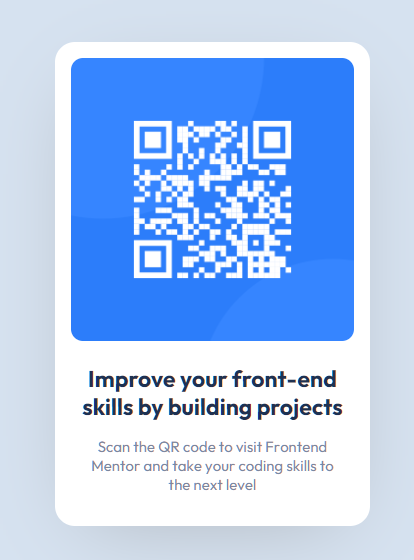 Improve your front-end
skills by building projects
Scan the QR code to visit Frontend
Mentor and take your coding skills to
the next level